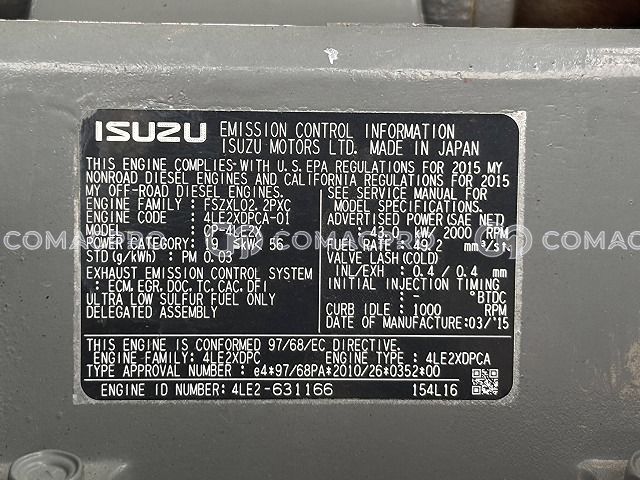 ISUZU EMISSION CONTROL INFORMATION
ISUZU MOTORS LTD. MADE IN JAPAN
THIS ENGINE COMPLIES WITH U.S. EPA REGULATIONS FOR 2015 MY
NONROAD DIESEL ENGINES AND CALIFORNIA REGULATIONS FOR 2015
MY OFF-ROAD DIESEL ENGINES.
ENGINE FAMILY : FSZXL02.2PXC
ENGINE CODE : 4LE2XDPCA-01
MODEL : CP-4LE2X
POWER CATEGORY: 19 ≤kW< 56
STD (g/kWh) : PM 0.03
EXHAUST EMISSION CONTROL SYSTEM
: ECM, EGR, DOC, TC, CAC, DFI
ULTRA LOW SULFUR FUEL ONLY
DELEGATED ASSEMBLY
SEE SERVICE MANUAL FOR
MODEL SPECIFICATIONS.
ADVERTISED POWER(SAE NET)
: kW/ 2000 RPM
FUEL RATE : 49.2 mm³/st
VALVE LASH (COLD)
INL/EXH : 0.4/0.4 mm
INITIAL INJECTION TIMING
: - °BTDC
CURB IDLE : 1000 RPM
DATE OF MANUFACTURE:03/'15
THIS ENGINE IS CONFORMED 97/68/EC DIRECTIVE.
ENGINE FAMILY: 4LE2XDPC ENGINE TYPE : 4LE2XDPCA
TYPE APPROVAL NUMBER : e4*97/68PA*2010/26*0352*00
ENGINE ID NUMBER: 4LE2-631166 154L16
COMACPRO COMACPRO COMACPRO